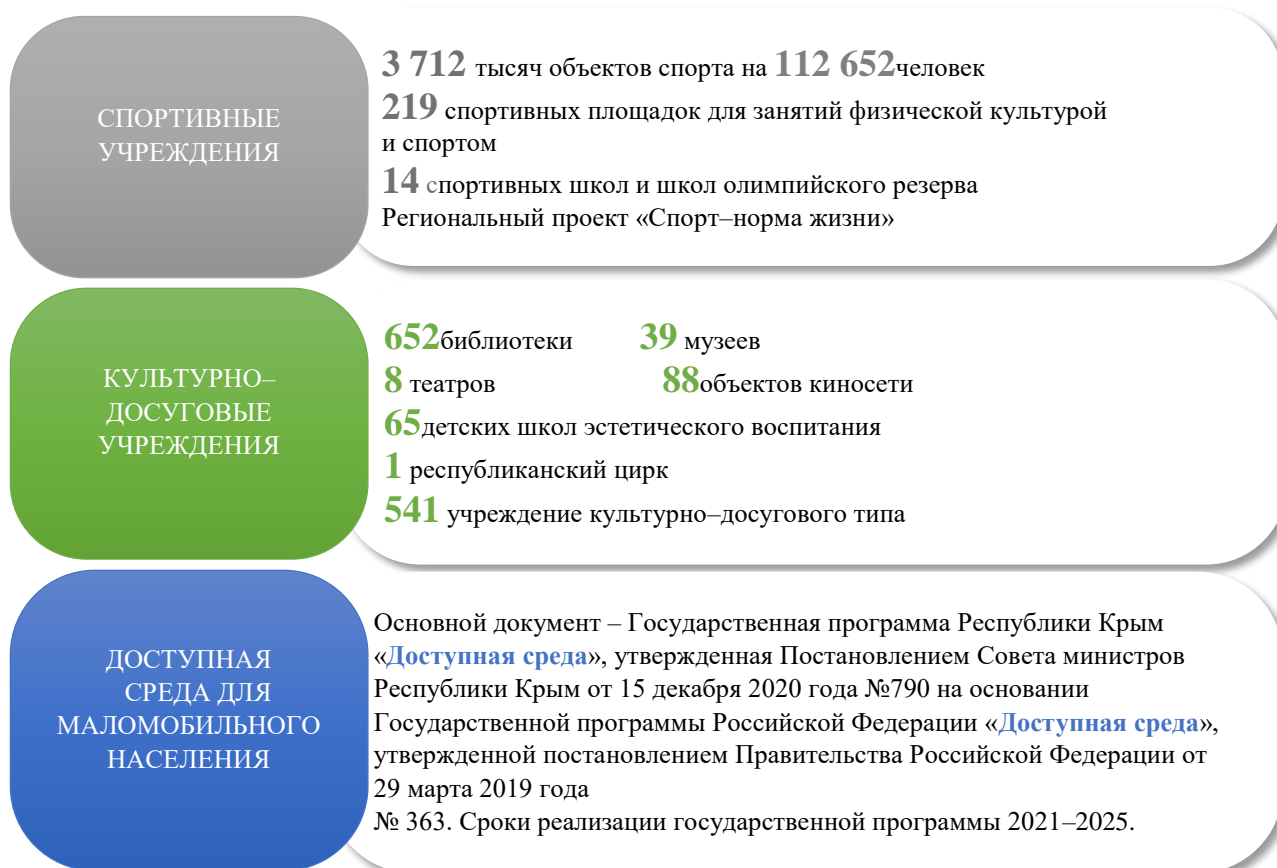 СПОРТИВНЫЕ
УЧРЕЖДЕНИЯ
3 712 тысяч объектов спорта на 112 652человек
219 спортивных площадок для занятий физической культурой
и спортом
14 спортивных школ и школ олимпийского резерва
Региональный проект «Спорт–норма жизни»
КУЛЬТУРНО–
ДОСУГОВЫЕ
УЧРЕЖДЕНИЯ
652библиотеки 39 музеев
8 театров 88объектов киносети
65детских школ эстетического воспитания
1 республиканский цирк
541 учреждение культурно–досугового типа
ДОСТУПНАЯ
СРЕДА ДЛЯ
МАЛОМОБИЛЬНОГО
НАСЕЛЕНИЯ
Основной документ – Государственная программа Республики Крым
«Доступная среда», утвержденная Постановлением Совета министров
Республики Крым от 15 декабря 2020 года №790 на основании
Государственной программы Российской Федерации «Доступная среда»,
утвержденной постановлением Правительства Российской Федерации от
29 марта 2019 года
№ 363. Сроки реализации государственной программы 2021–2025.